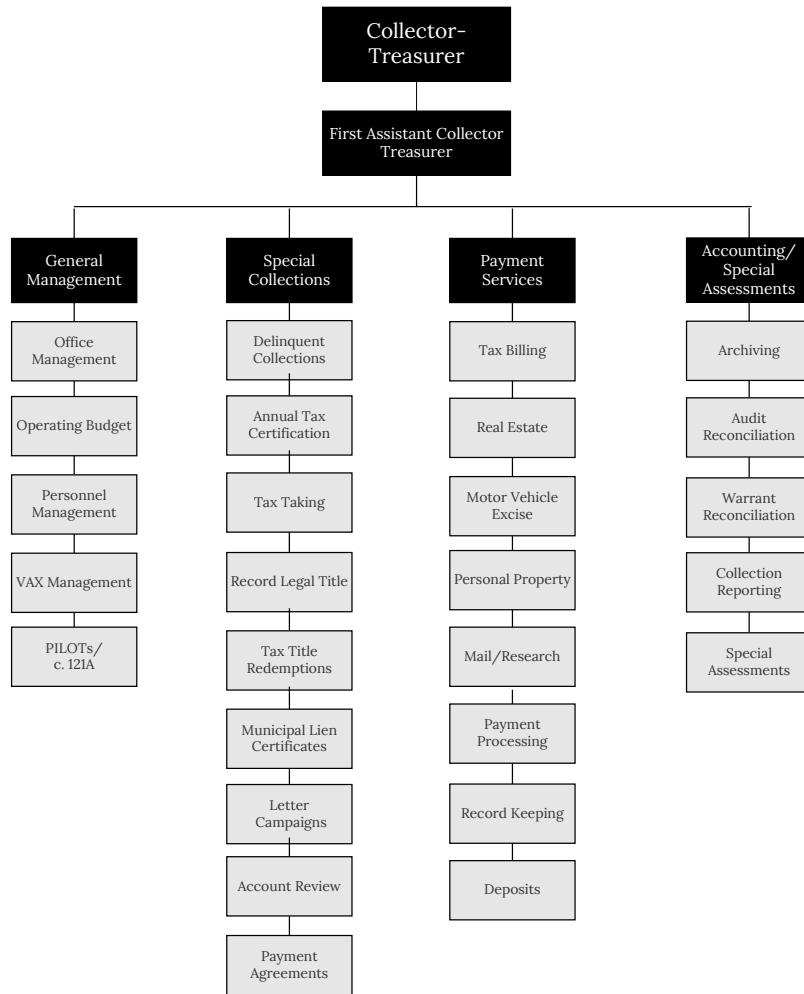 Collector-
Treasurer
First Assistant Collector
Treasurer
General
Management
Office
Management
Operating Budget
Personnel
Management
VAX Management
PILOTs/
c. 121A
Special
Collections
Delinquent
Collections
Annual Tax
Certification
Tax Taking
Record Legal Title
Tax Title
Redemptions
Municipal Lien
Certificates
Letter
Campaigns
Account Review
Payment
Agreements
Payment
Services
Tax Billing
Real Estate
Motor Vehicle
Excise
Personal Property
Mail/Research
Payment
Processing
Record Keeping
Deposits
Accounting/
Special
Assessments
Archiving
Audit
Reconciliation
Warrant
Reconciliation
Collection
Reporting
Special
Assessments